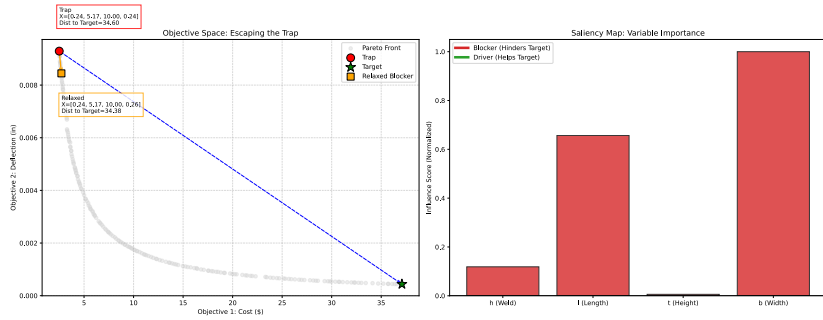 Trap
X=[0.24, 5.17, 10.00, 0.24]
Dist to Target=34.60
Objective Space: Escaping the Trap
Pareto Front
Trap
Target
Relaxed Blocker
Relaxed
X=[0.24, 5.17, 10.00, 0.26]
Dist to Target=34.38
0.008
0.006
0.004
0.002
0.000
Objective 2: Deflection (in)
5
10
15
20
25
30
35
Objective 1: Cost ($)
Saliency Map: Variable Importance
Blocker (Hinders Target)
Driver (Helps Target)
1.0
0.8
0.6
0.4
0.2
0.0
Influence Score (Normalized)
h (Weld)
l (Length)
t (Height)
b (Width)